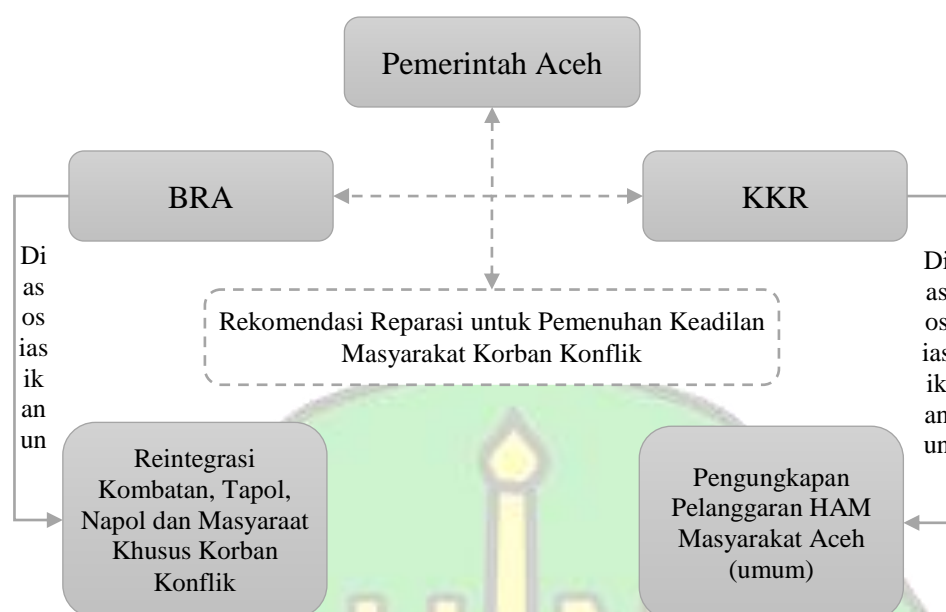 Pemerintah Aceh
BRA
KKR
Di
as
os
ias
ik
an
un
Di
as
os
ias
ik
an
un
Rekomendasi Reparasi untuk Pemenuhan Keadilan
Masyarakat Korban Konflik
Reintegrasi
Kombatan, Tapol,
Napol dan Masyaraat
Khusus Korban
Konflik
Pengungkapan
Pelanggaran HAM
Masyarakat Aceh
(umum)